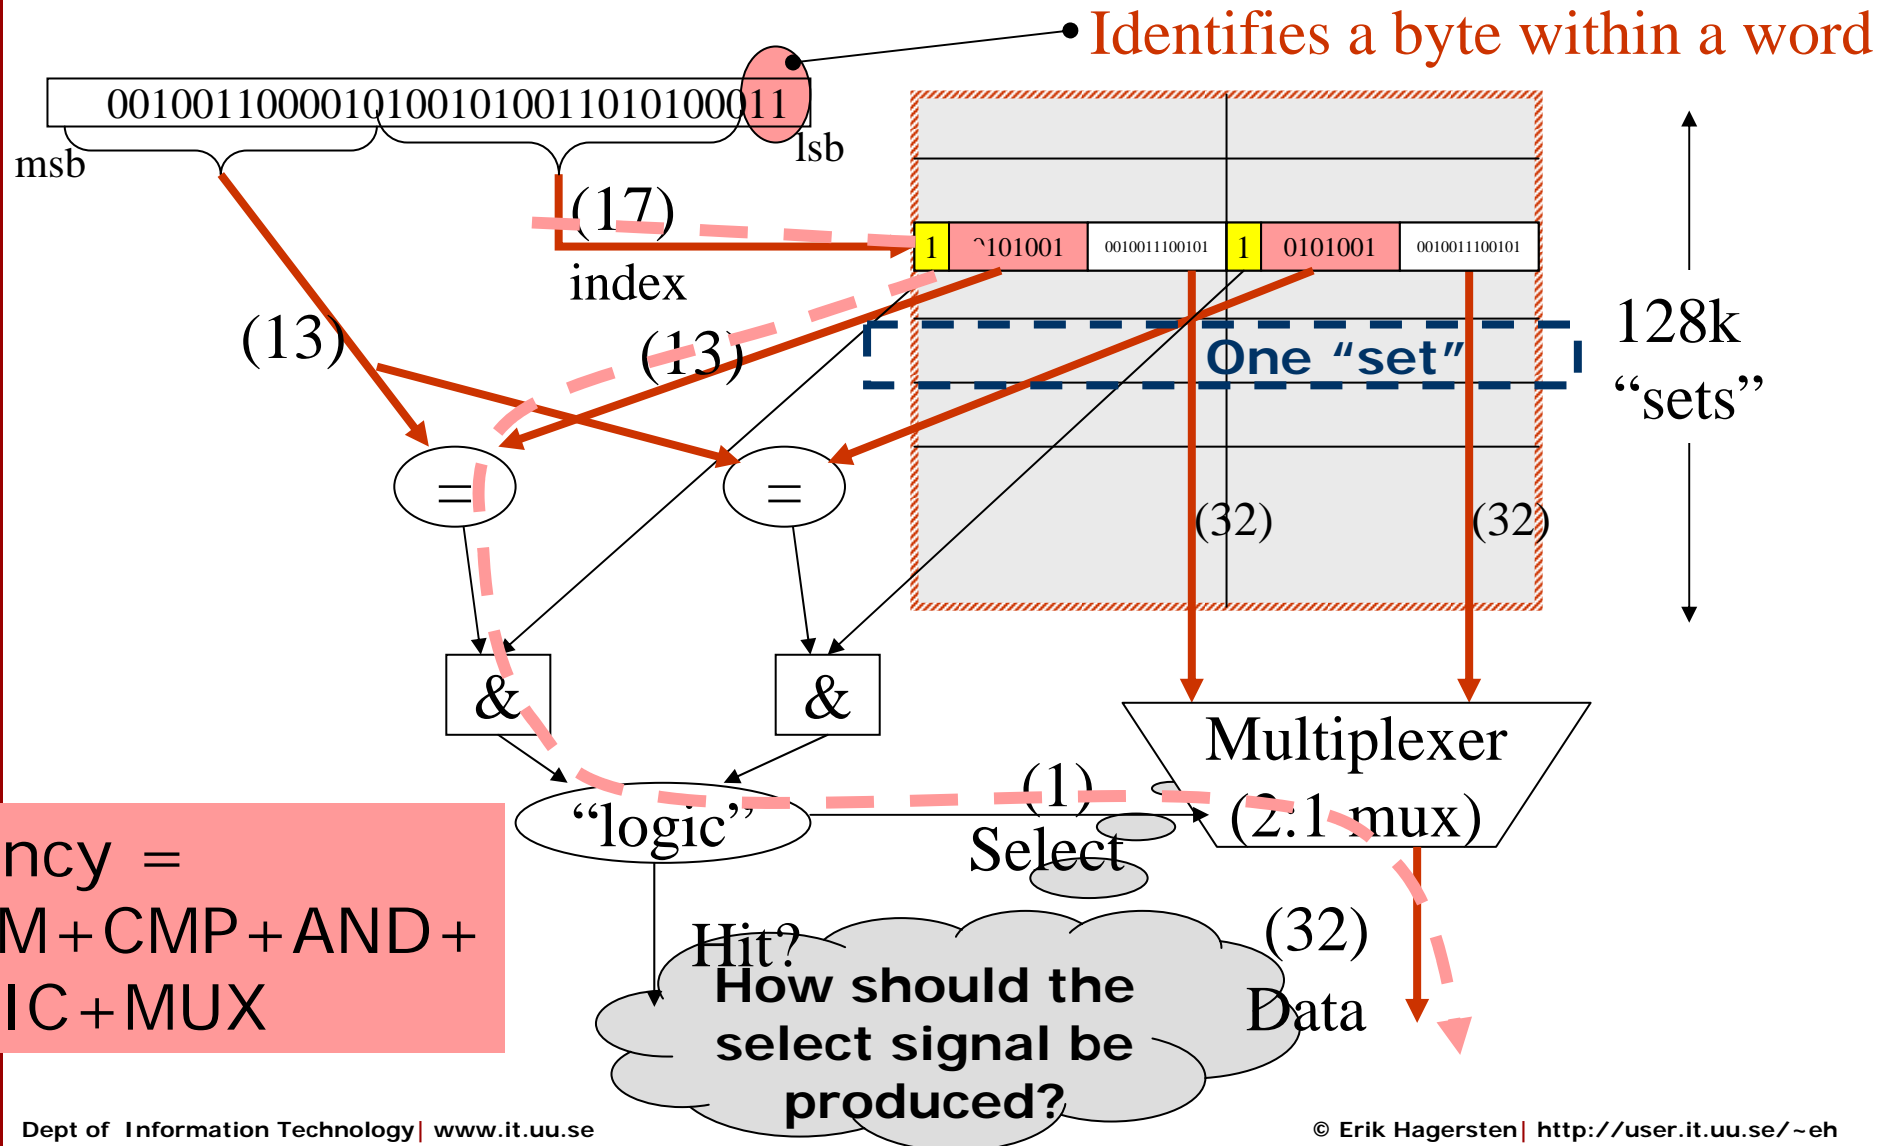 Identifies a byte within a word
00100110000101001010011010100011
msb
lsb
(17)
index
1 101001 0010011100101 1 0101001 0010011100101
(13)
(13)
One “set”
128k
“sets”
= =
(32) (32)
& &
Multiplexer
(2:1 mux)
“logic”
(1)
Select
ncy =
M+CMP+AND+
IC+MUX
Hit?
(32)
Data
How should the
select signal be
produced?
Dept of Information Technology| www.it.uu.se
© Erik Hagersten| http://user.it.uu.se/~eh